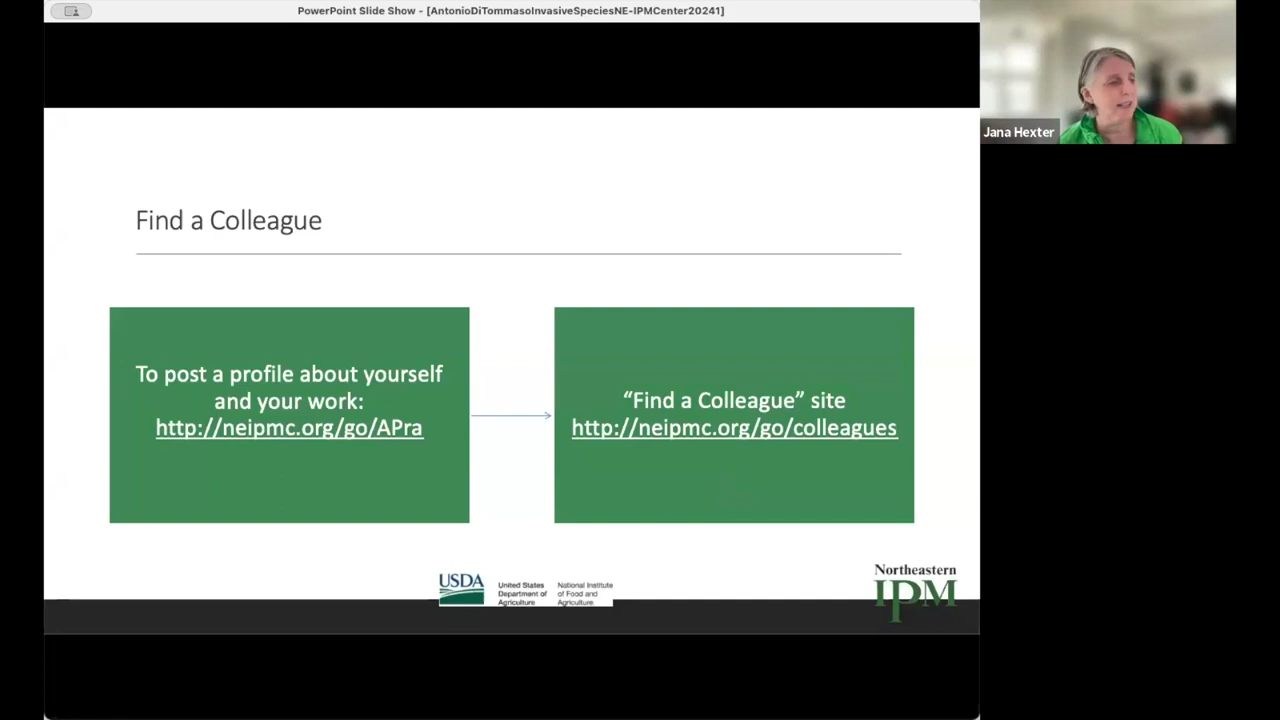 PowerPoint Slide Show - [AntonioDiTommasoInvasiveSpeciesNE-IPMCenter20241]
Jana Hexter
Find a Colleague
To post a profile about yourself
and your work:
http://neipmc.org/go/APra
“Find a Colleague” site
http://neipmc.org/go/colleagues
USDA
United States
Department of
Agriculture
National Institute
of Food and
Agriculture
Northeastern
IPM